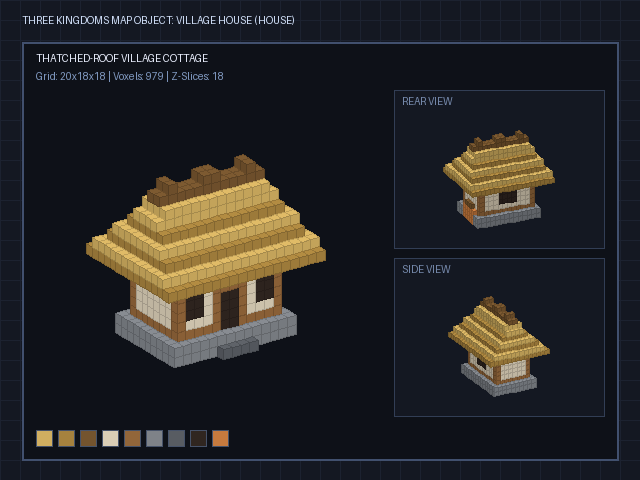 THREE KINGDOMS MAP OBJECT: VILLAGE HOUSE (HOUSE)
THATCHED-ROOF VILLAGE COTTAGE
Grid: 20x18x18 | Voxels: 979 | Z-Slices: 18
REAR VIEW
SIDE VIEW